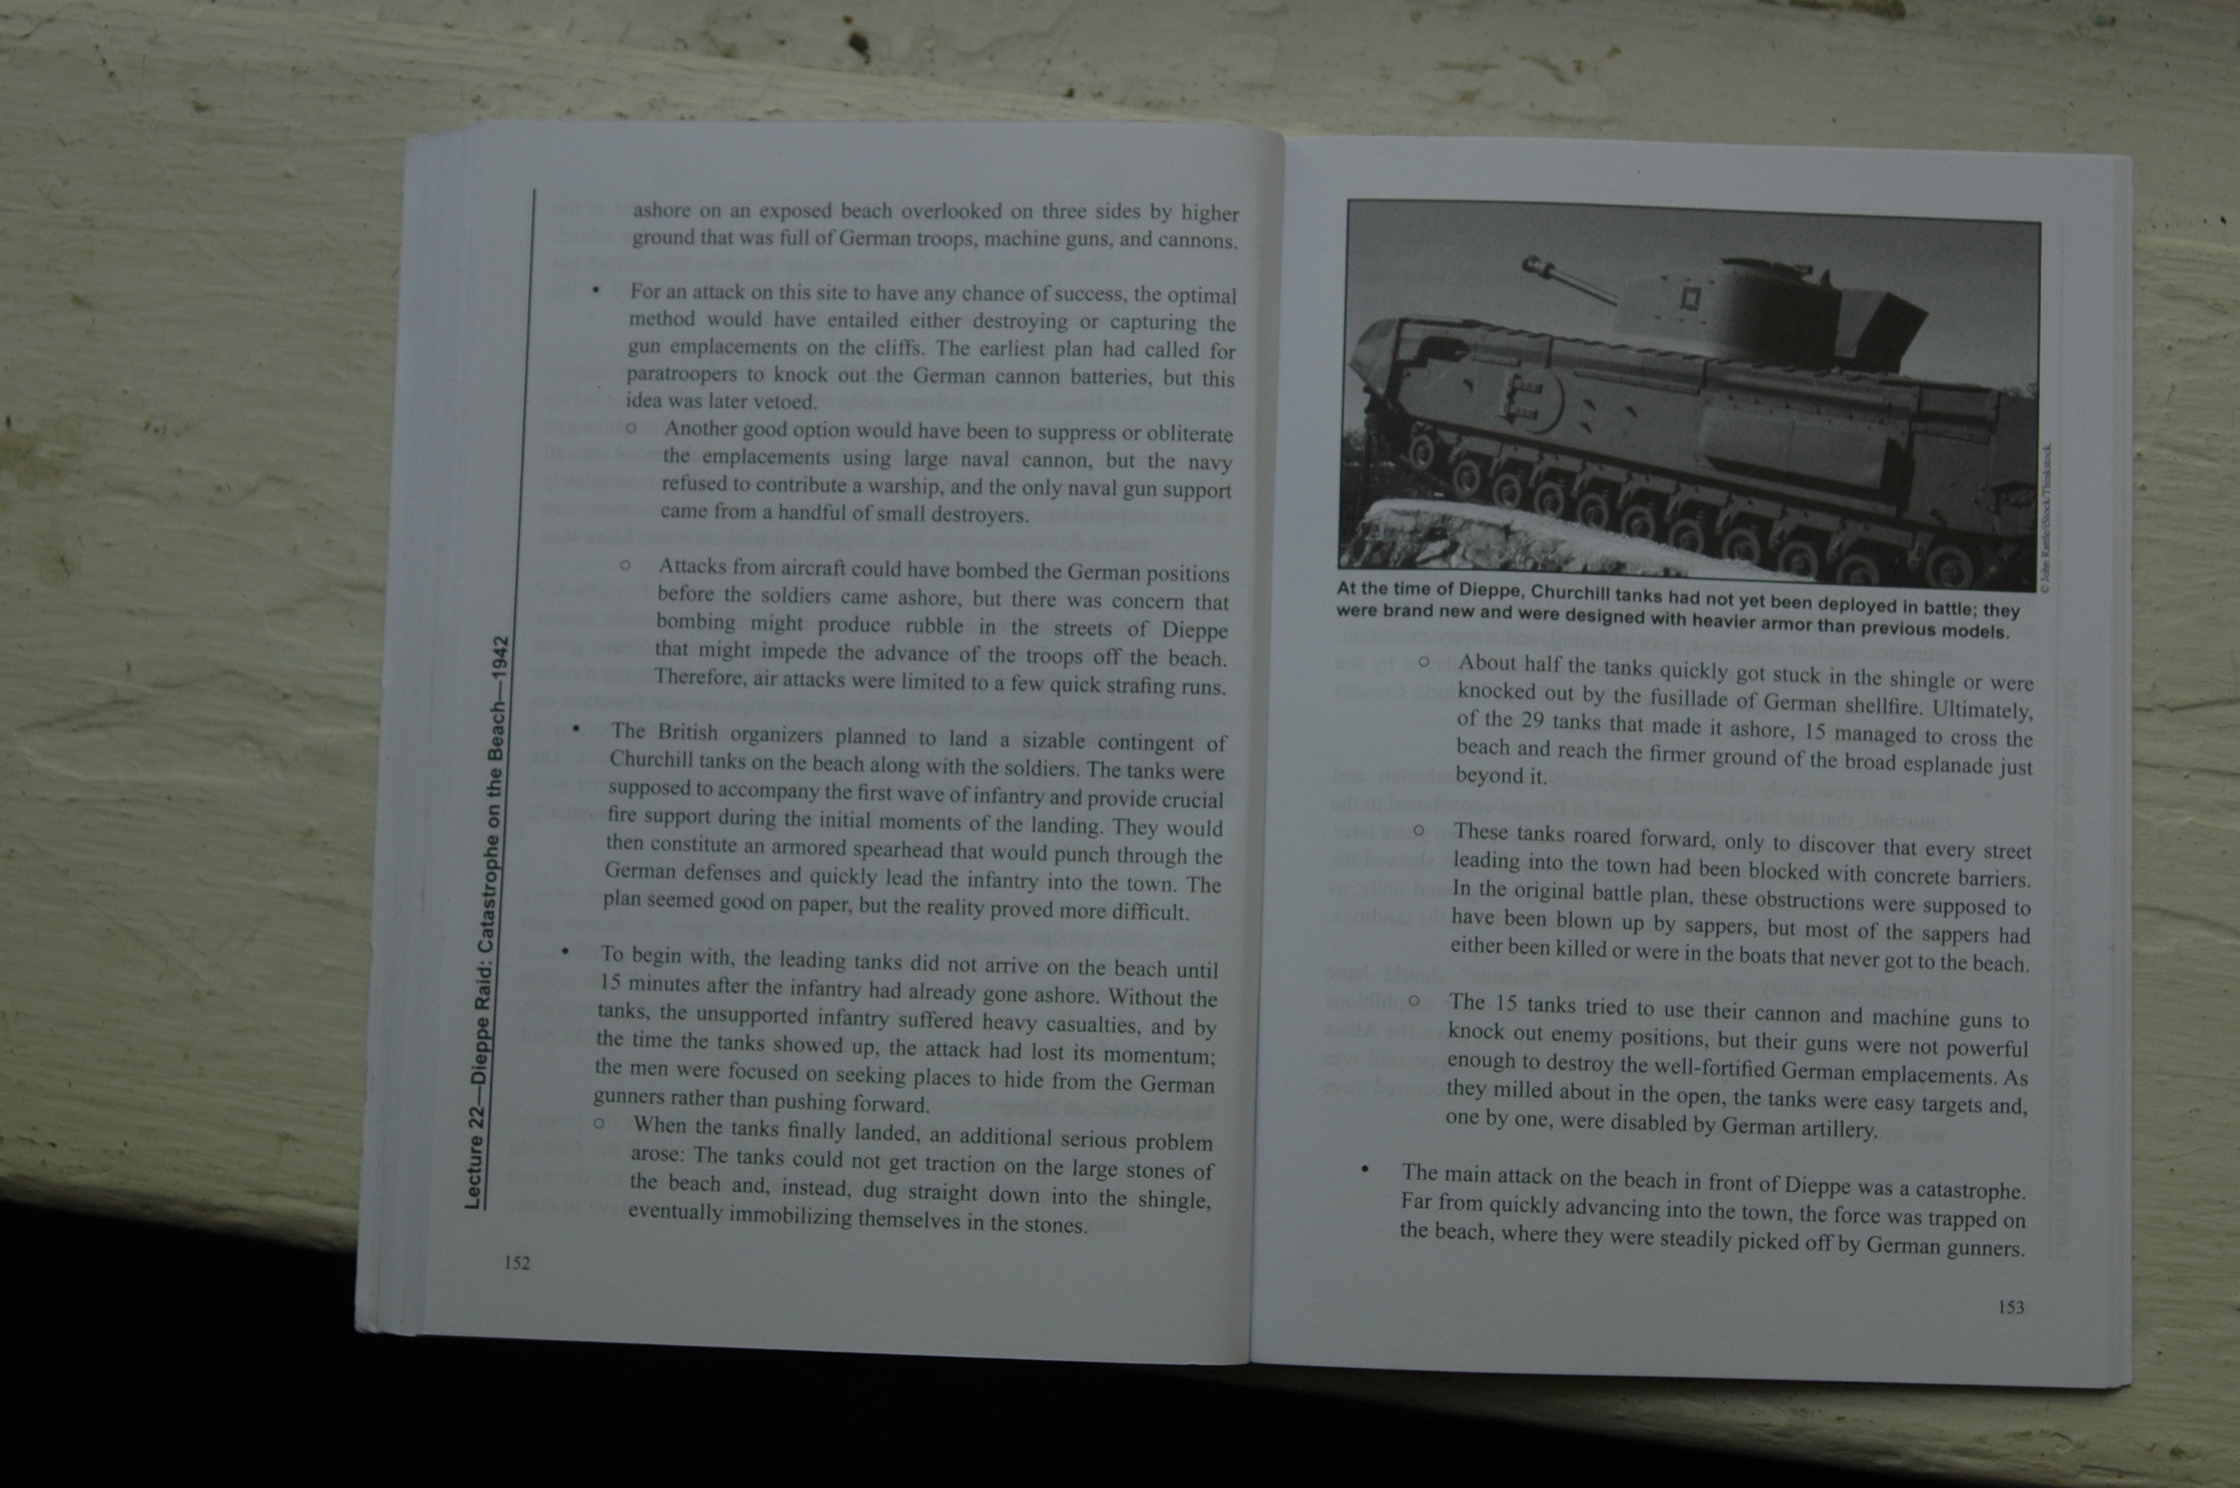 Lecture 22—Dieppe Raid: Catastrophe on the Beach—1942
ashore on an exposed beach overlooked on three sides by higher
ground that was full of German troops, machine guns, and cannons.
• For an attack on this site to have any chance of success, the optimal
method would have entailed either destroying or capturing the
gun emplacements on the cliffs. The earliest plan had called for
paratroopers to knock out the German cannon batteries, but this
idea was later vetoed.
○ Another good option would have been to suppress or obliterate
the emplacements using large naval cannon, but the navy
refused to contribute a warship, and the only naval gun support
came from a handful of small destroyers.
○ Attacks from aircraft could have bombed the German positions
before the soldiers came ashore, but there was concern that
bombing might produce rubble in the streets of Dieppe
that might impede the advance of the troops off the beach.
Therefore, air attacks were limited to a few quick strafing runs.
• The British organizers planned to land a sizable contingent of
Churchill tanks on the beach along with the soldiers. The tanks were
supposed to accompany the first wave of infantry and provide crucial
fire support during the initial moments of the landing. They would
then constitute an armored spearhead that would punch through the
German defenses and quickly lead the infantry into the town. The
plan seemed good on paper, but the reality proved more difficult.
• To begin with, the leading tanks did not arrive on the beach until
15 minutes after the infantry had already gone ashore. Without the
tanks, the unsupported infantry suffered heavy casualties, and by
the time the tanks showed up, the attack had lost its momentum;
the men were focused on seeking places to hide from the German
gunners rather than pushing forward.
○ When the tanks finally landed, an additional serious problem
arose: The tanks could not get traction on the large stones of
the beach and, instead, dug straight down into the shingle,
eventually immobilizing themselves in the stones.
152
© John Rattle/iStock/Thinkstock.
At the time of Dieppe, Churchill tanks had not yet been deployed in battle; they
were brand new and were designed with heavier armor than previous models.
○ About half the tanks quickly got stuck in the shingle or were
knocked out by the fusillade of German shellfire. Ultimately,
of the 29 tanks that made it ashore, 15 managed to cross the
beach and reach the firmer ground of the broad esplanade just
beyond it.
○ These tanks roared forward, only to discover that every street
leading into the town had been blocked with concrete barriers.
In the original battle plan, these obstructions were supposed to
have been blown up by sappers, but most of the sappers had
either been killed or were in the boats that never got to the beach.
○ The 15 tanks tried to use their cannon and machine guns to
knock out enemy positions, but their guns were not powerful
enough to destroy the well-fortified German emplacements. As
they milled about in the open, the tanks were easy targets and,
one by one, were disabled by German artillery.
• The main attack on the beach in front of Dieppe was a catastrophe.
Far from quickly advancing into the town, the force was trapped on
the beach, where they were steadily picked off by German gunners.
153